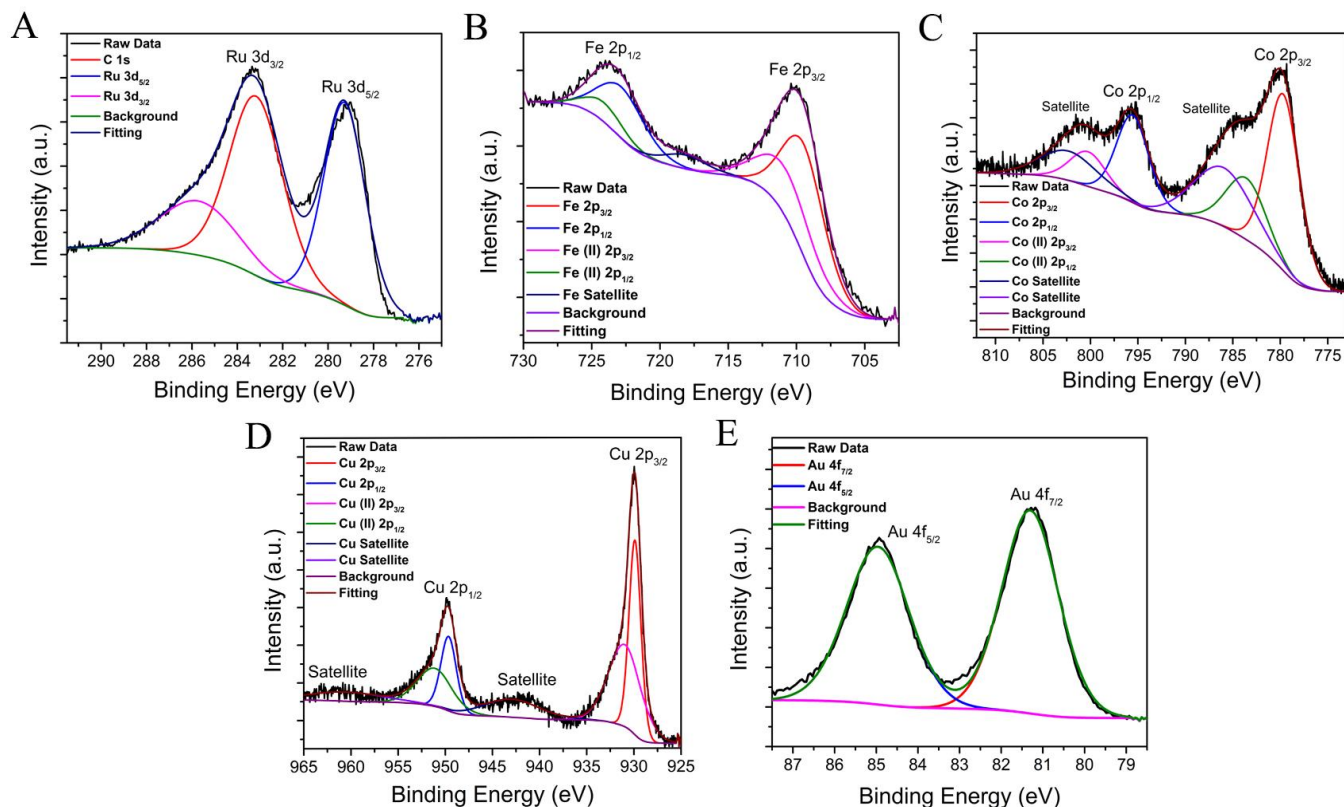 A
Raw Data
C 1s
Ru 3d5/2
Ru 3d3/2
Background
Fitting
Ru 3d3/2
Ru 3d5/2
Intensity (a.u.)
290 288 286 284 282 280 278 276
Binding Energy (eV)
B
Fe 2p1/2
Fe 2p3/2
Raw Data
Fe 2p3/2
Fe 2p1/2
Fe (II) 2p3/2
Fe (II) 2p1/2
Fe Satellite
Background
Fitting
Intensity (a.u.)
730 720 710
Binding Energy (eV)
C
Co 2p3/2
Co 2p1/2
Satellite
Satellite
Raw Data
Co 2p3/2
Co 2p1/2
Co (II) 2p3/2
Co (II) 2p1/2
Co Satellite
Co Satellite
Background
Fitting
Intensity (a.u.)
810 805 800 795 790 785 780 775
Binding Energy (eV)
D
Raw Data
Cu 2p3/2
Cu 2p1/2
Cu (II) 2p3/2
Cu (II) 2p1/2
Cu Satellite
Cu Satellite
Background
Fitting
Cu 2p3/2
Cu 2p1/2
Satellite
Satellite
Intensity (a.u.)
965 960 955 950 945 940 935 930 925
Binding Energy (eV)
E
Raw Data
Au 4f7/2
Au 4f5/2
Background
Fitting
Au 4f7/2
Au 4f5/2
Intensity (a.u.)
87 86 85 84 83 82 81 80 79
Binding Energy (eV)